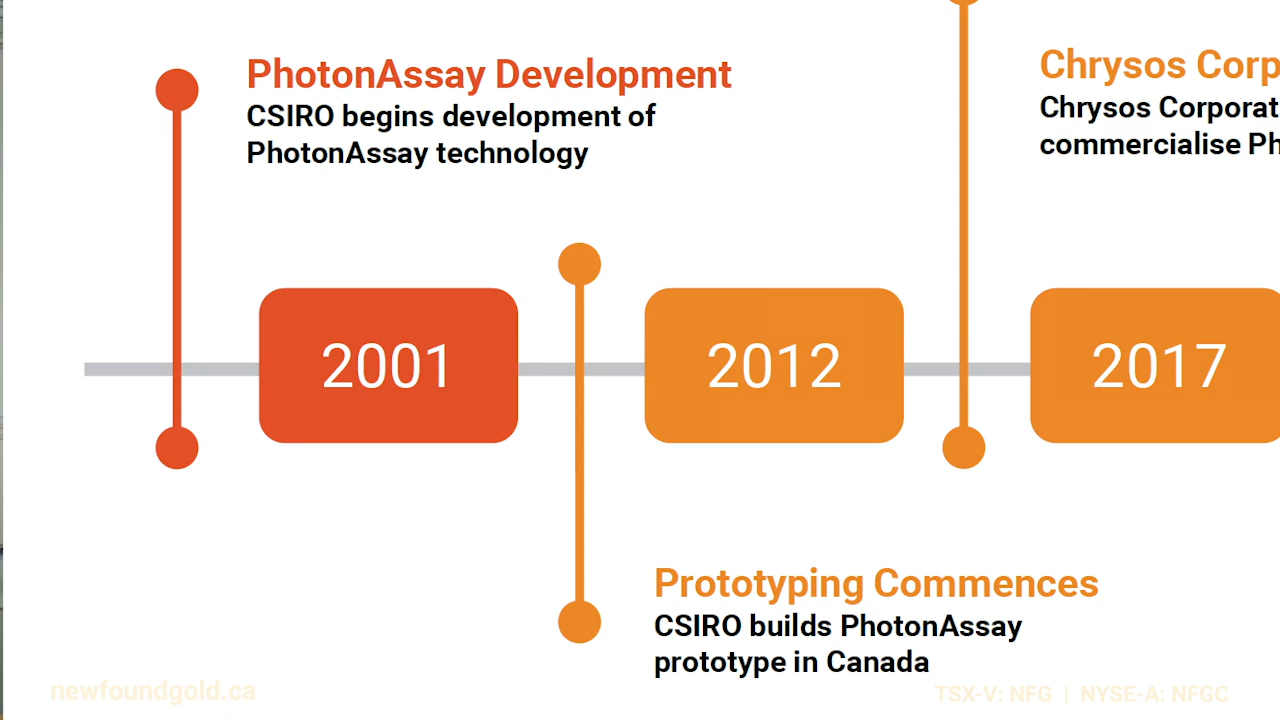 PhotonAssay Development
CSIRO begins development of
PhotonAssay technology
Chrysos Corp
Chrysos Corporat
commercialise Ph
2001
2012
2017
Prototyping Commences
CSIRO builds PhotonAssay
prototype in Canada
newfoundgold.ca
TSX-V: NFG | NYSE-A: NFGC